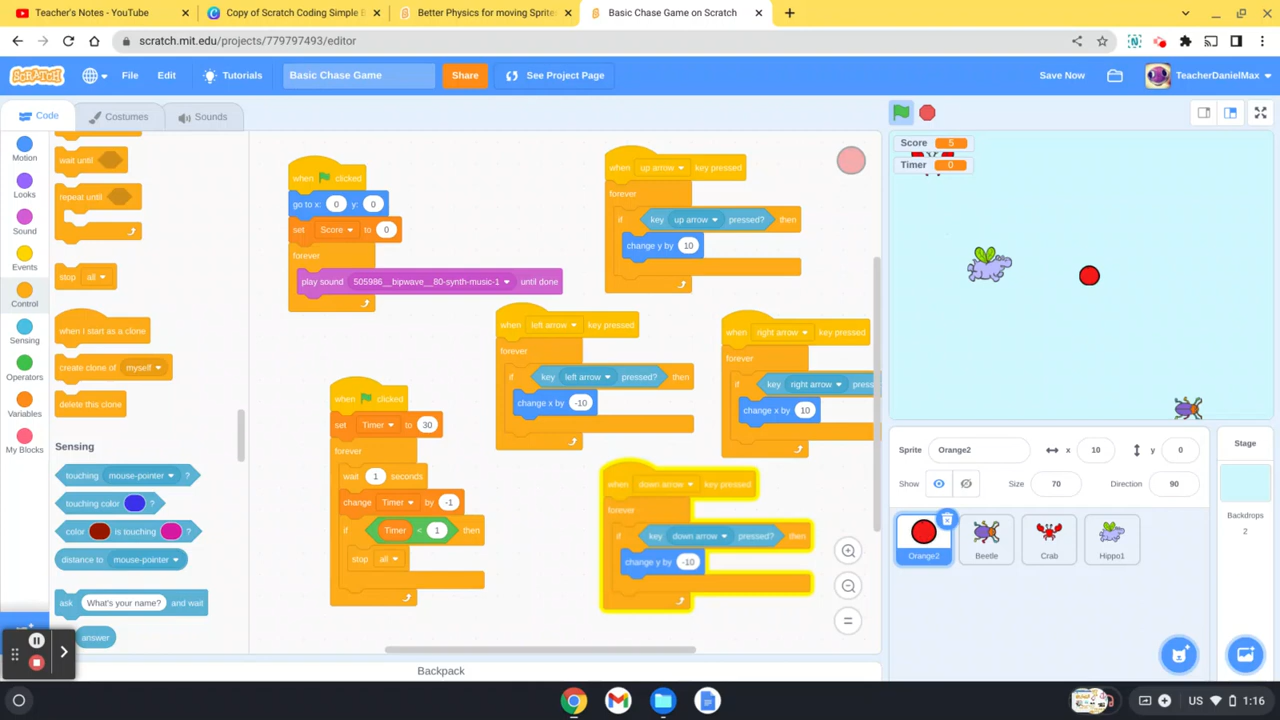 Teacher's Notes - YouTube
Copy of Scratch Coding Simple
Better Physics for moving Sprite
Basic Chase Game on Scratch
scratch.mit.edu/projects/779797493/editor
SCRATCH
File
Edit
Tutorials
Basic Chase Game
Share
See Project Page
Save Now
TeacherDanielMax
Code
Costumes
Sounds
Motion
Looks
Sound
Events
Control
Sensing
Operators
Variables
My Blocks
wait until
repeat until
stop all
when I start as a clone
create clone of myself
delete this clone
Sensing
touching mouse-pointer ?
touching color ?
color is touching ?
distance to mouse-pointer
ask What's your name? and wait
answer
when clicked
go to x: 0 y: 0
set Score to 0
forever
play sound 505986__bipwave__80-synth-music-1 until done
when clicked
set Timer to 30
forever
wait 1 seconds
change Timer by -1
if Timer < 1 then
stop all
when up arrow key pressed
forever
if key up arrow pressed? then
change y by 10
when left arrow key pressed
forever
if key left arrow pressed? then
change x by -10
when right arrow key pressed
forever
if key right arrow press
change x by 10
when down arrow key pressed
forever
if key down arrow pressed? then
change y by -10
Backpack
Score 5
Timer 0
Sprite Orange2 x 10 y 0
Show Size 70 Direction 90
Orange2
Beetle
Crab
Hippo1
Stage
Backdrops
2
US 1:16